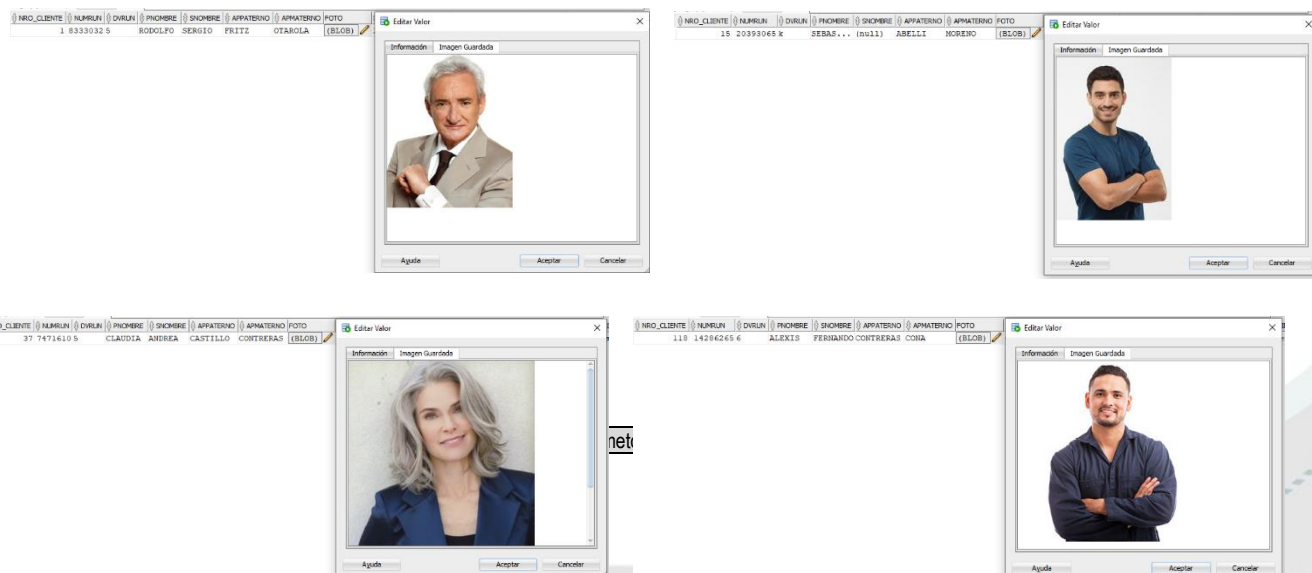 NRO_CLIENTE NUMRUN DVRUN PNOMBRE SNOMBRE APPATERNO APMATERNO FOTO
1 8333032 5 RODOLFO SERGIO FRITZ OTAROLA (BLOB)
Editar Valor
Información Imagen Guardada
Ayuda Aceptar Cancelar
NRO_CLIENTE NUMRUN DVRUN PNOMBRE SNOMBRE APPATERNO APMATERNO FOTO
15 20393065 k SEBAS... (null) ABELLI MORENO (BLOB)
Editar Valor
Información Imagen Guardada
Ayuda Aceptar Cancelar
O_CLIENTE NUMRUN DVRUN PNOMBRE SNOMBRE APPATERNO APMATERNO FOTO
37 7471610 5 CLAUDIA ANDREA CASTILLO CONTRERAS (BLOB)
Editar Valor
Información Imagen Guardada
Ayuda Aceptar Cancelar
NRO_CLIENTE NUMRUN DVRUN PNOMBRE SNOMBRE APPATERNO APMATERNO FOTO
118 14286265 6 ALEXIS FERNANDO CONTRERAS CONA (BLOB)
Editar Valor
Información Imagen Guardada
Ayuda Aceptar Cancelar